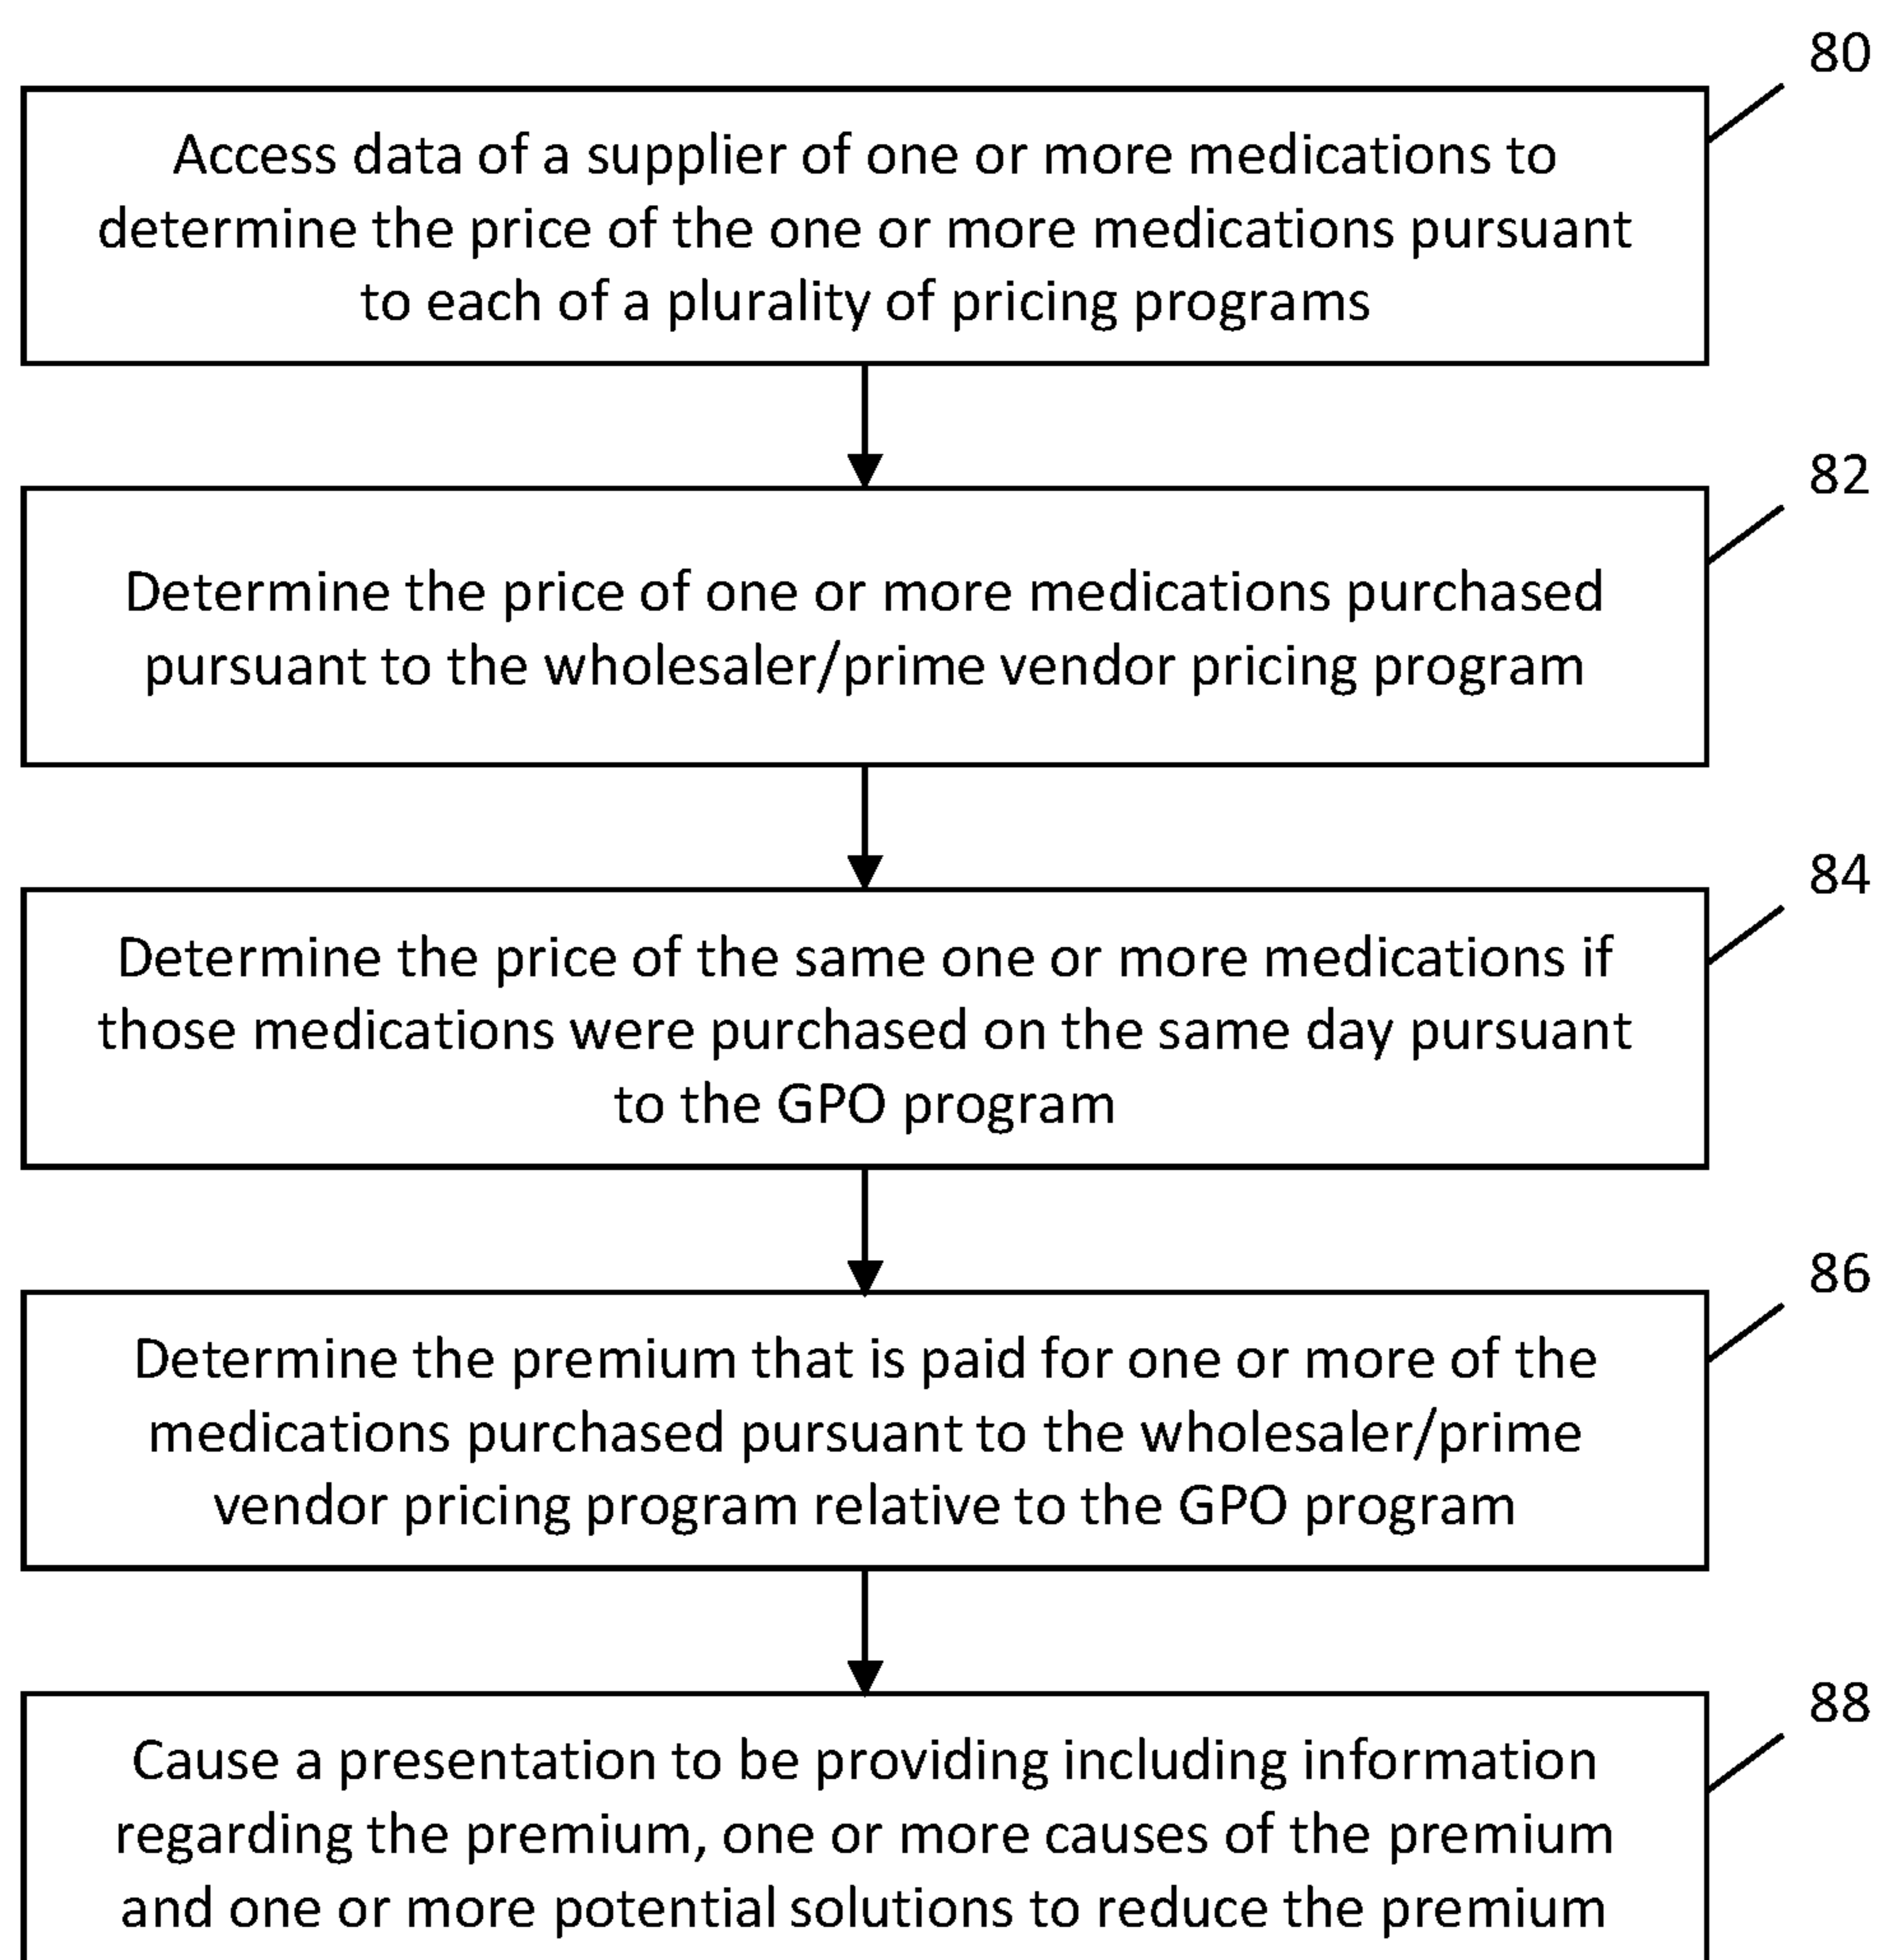 80
Access data of a supplier of one or more medications to
determine the price of the one or more medications pursuant
to each of a plurality of pricing programs
82
Determine the price of one or more medications purchased
pursuant to the wholesaler/prime vendor pricing program
84
Determine the price of the same one or more medications if
those medications were purchased on the same day pursuant
to the GPO program
86
Determine the premium that is paid for one or more of the
medications purchased pursuant to the wholesaler/prime
vendor pricing program relative to the GPO program
88
Cause a presentation to be providing including information
regarding the premium, one or more causes of the premium
and one or more potential solutions to reduce the premium